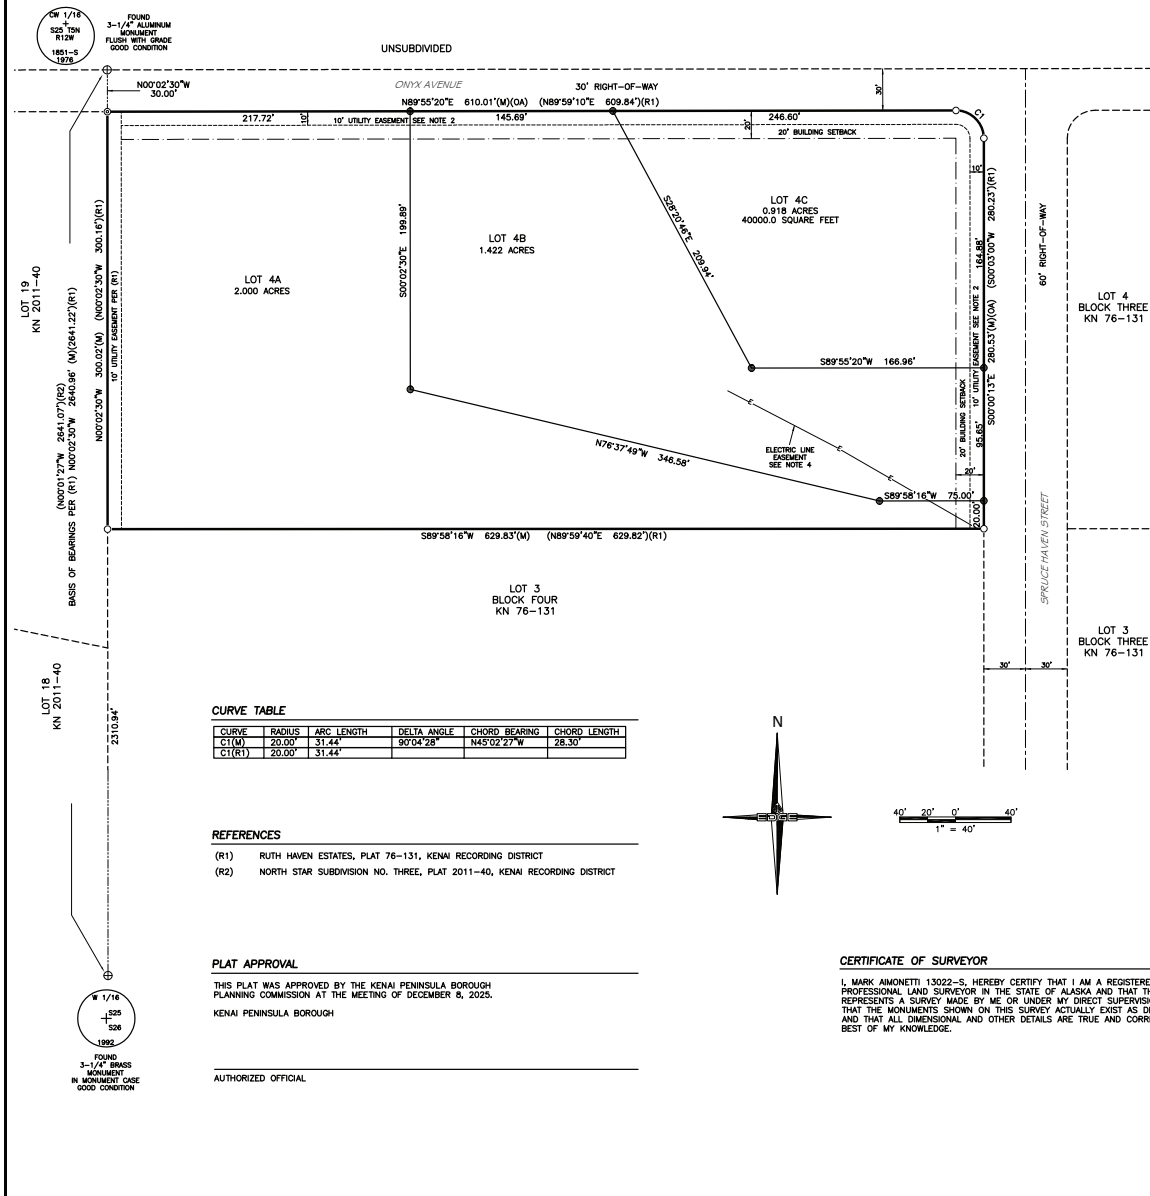 CW 1/16
S25 T5N
R12W
1851-S
1976
FOUND
3-1/4" ALUMINUM
MONUMENT
FLUSH WITH GRADE
GOOD CONDITION
UNSUBDIVIDED
N00°02'30"W
30.00'
ONYX AVENUE
30' RIGHT-OF-WAY
30'
N89°55'20"E 610.01'(M)(OA) (N89°59'10"E 609.84')(R1)
C1
217.72'
10'
10' UTILITY EASEMENT SEE NOTE 2
145.69'
246.60'
20'
20' BUILDING SETBACK
10'
LOT 4A
2.000 ACRES
S00°02'30"E 199.89'
LOT 4B
1.422 ACRES
S28°20'46"E 209.94'
LOT 4C
0.918 ACRES
40000.0 SQUARE FEET
164.88'
S00°00'13"E 280.53'(M)(OA) (S00°03'00"W 280.23')(R1)
10' UTILITY EASEMENT SEE NOTE 2
20' BUILDING SETBACK
95.65'
60' RIGHT-OF-WAY
SPRUCE HAVEN STREET
LOT 4
BLOCK THREE
KN 76-131
LOT 19
KN 2011-40
(N00°01'27"W 2641.07')(R2)
BASIS OF BEARINGS PER (R1) N00°02'30"W 2640.96' (M)(2641.22')(R1)
N00°02'30"W 300.02'(M) (N00°02'30"W 300.16')(R1)
10' UTILITY EASEMENT PER (R1)
S89°55'20"W 166.96'
N76°37'49"W 346.58'
E
E
E
ELECTRIC LINE
EASEMENT
SEE NOTE 4
20'
S89°58'16"W 75.00'
20.00'
S89°58'16"W 629.83'(M) (N89°59'40"E 629.82')(R1)
LOT 3
BLOCK FOUR
KN 76-131
LOT 3
BLOCK THREE
KN 76-131
30'
30'
LOT 18
KN 2011-40
2310.94'
CURVE TABLE
CURVE RADIUS ARC LENGTH DELTA ANGLE CHORD BEARING CHORD LENGTH
C1(M) 20.00' 31.44' 90°04'28" N45°02'27"W 28.30'
C1(R1) 20.00' 31.44'
N
EDGE
40' 20' 0' 40'
1" = 40'
REFERENCES
(R1) RUTH HAVEN ESTATES, PLAT 76-131, KENAI RECORDING DISTRICT
(R2) NORTH STAR SUBDIVISION NO. THREE, PLAT 2011-40, KENAI RECORDING DISTRICT
PLAT APPROVAL
THIS PLAT WAS APPROVED BY THE KENAI PENINSULA BOROUGH
PLANNING COMMISSION AT THE MEETING OF DECEMBER 8, 2025.
KENAI PENINSULA BOROUGH
AUTHORIZED OFFICIAL
CERTIFICATE OF SURVEYOR
I, MARK AIMONETTI 13022-S, HEREBY CERTIFY THAT I AM A REGISTERE
PROFESSIONAL LAND SURVEYOR IN THE STATE OF ALASKA AND THAT TH
REPRESENTS A SURVEY MADE BY ME OR UNDER MY DIRECT SUPERVISI
THAT THE MONUMENTS SHOWN ON THIS SURVEY ACTUALLY EXIST AS D
AND THAT ALL DIMENSIONAL AND OTHER DETAILS ARE TRUE AND CORR
BEST OF MY KNOWLEDGE.
W 1/16
S25
S26
1992
FOUND
3-1/4" BRASS
MONUMENT
IN MONUMENT CASE
GOOD CONDITION